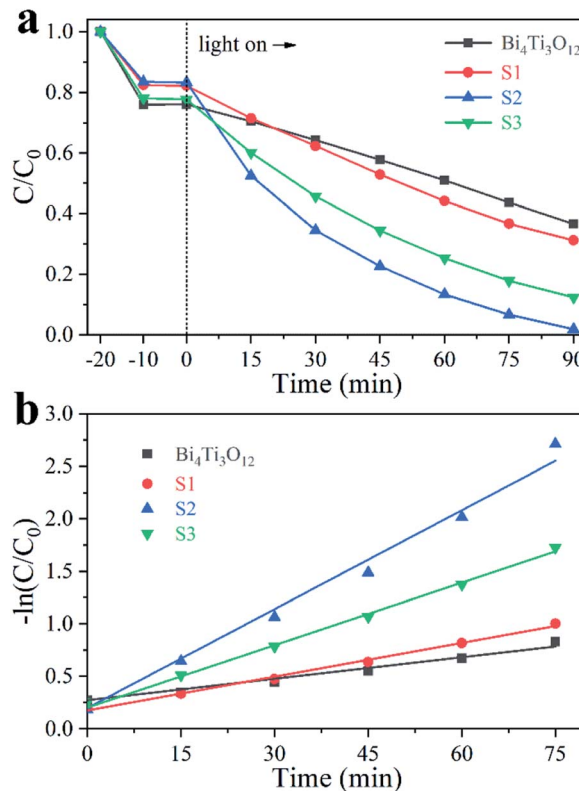 a
light on →
Bi₄Ti₃O₁₂
S1
S2
S3
1.0
0.8
0.6
0.4
0.2
0.0
C/C₀
-20 -10 0 15 30 45 60 75 90
Time (min)
b
Bi₄Ti₃O₁₂
S1
S2
S3
3.0
2.5
2.0
1.5
1.0
0.5
0.0
-ln(C/C₀)
0 15 30 45 60 75
Time (min)